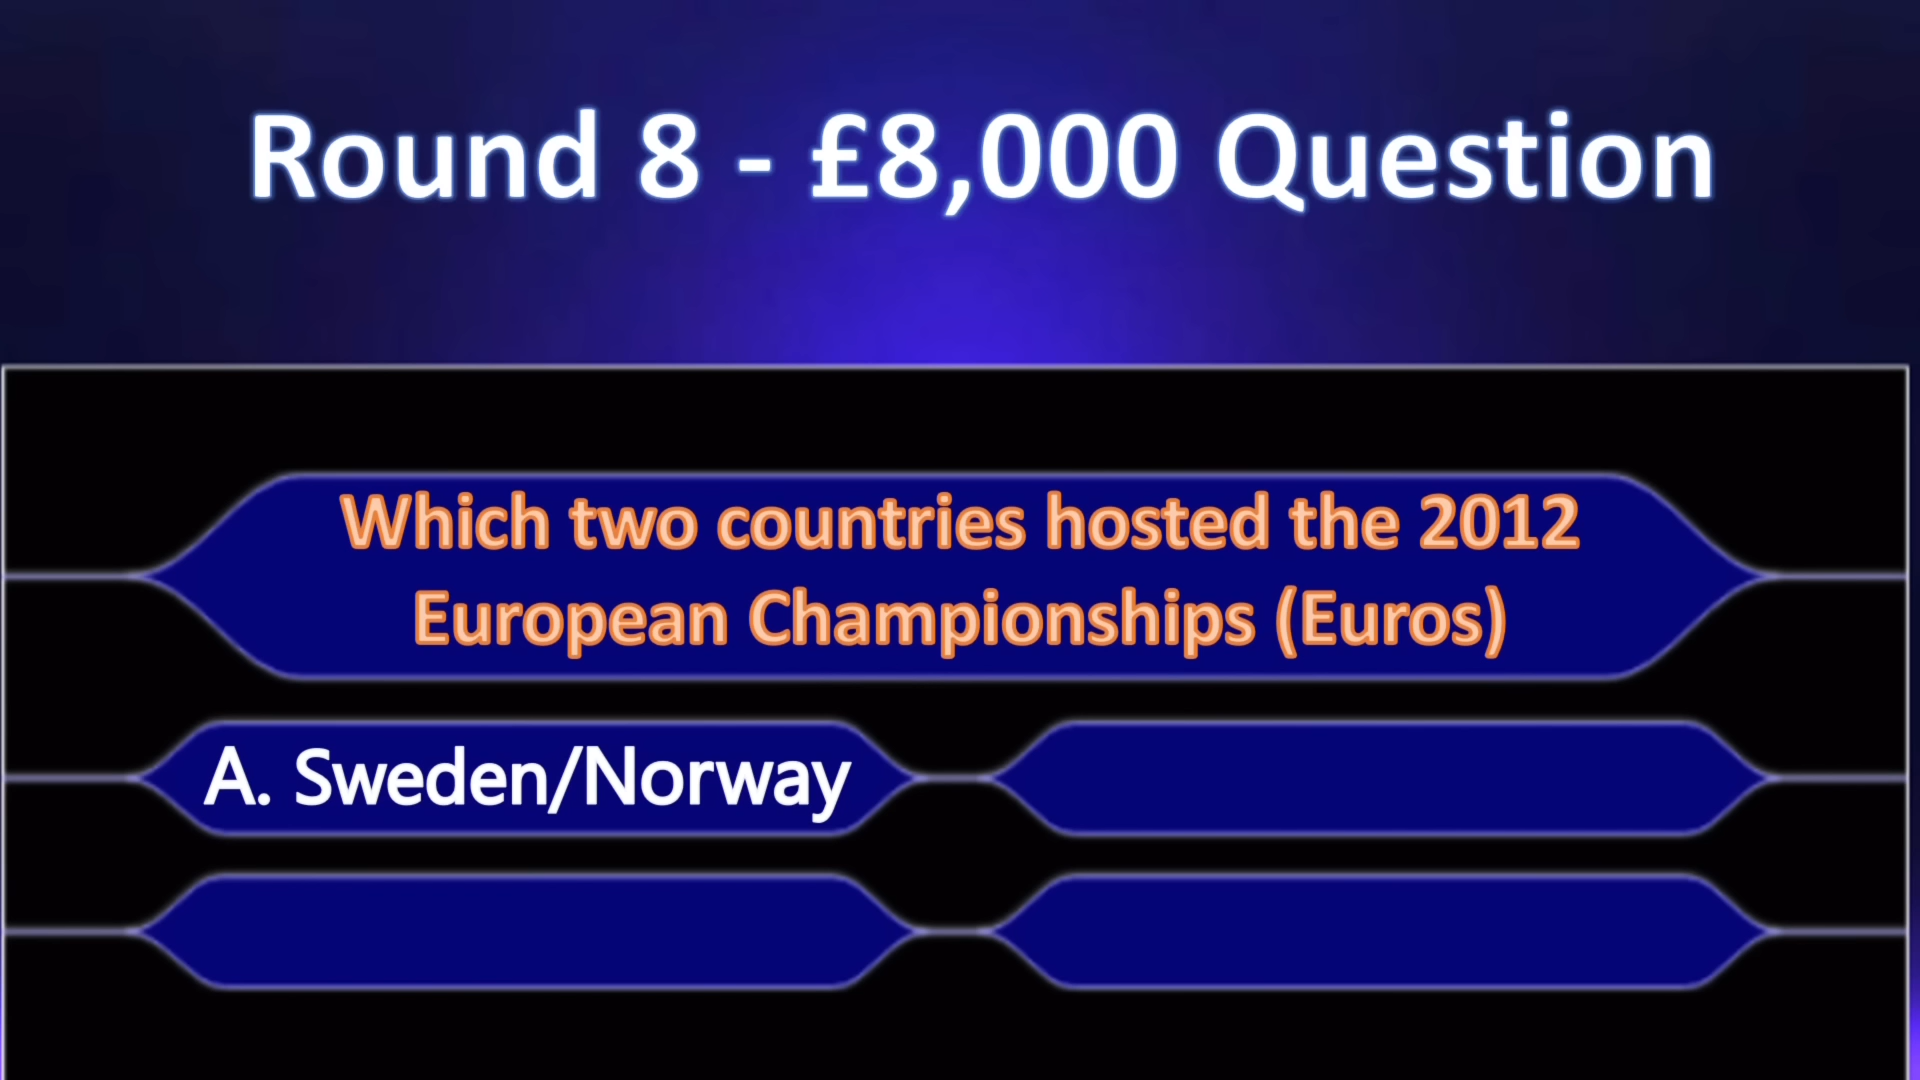 Round 8 - £8,000 Question
Which two countries hosted the 2012
European Championships (Euros)
A. Sweden/Norway